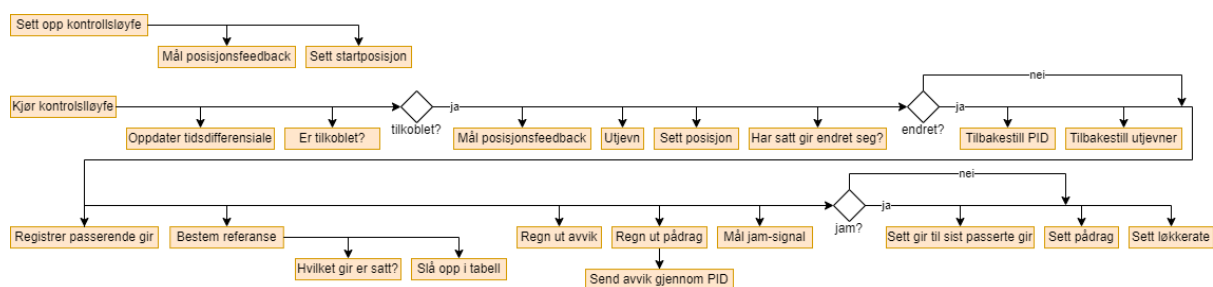 Sett opp kontrollsløyfe
Mål posisjonsfeedback
Sett startposisjon
nei
Kjør kontrolslløyfe
ja
ja
tilkoblet?
endret?
Oppdater tidsdifferensiale
Er tilkoblet?
Mål posisjonsfeedback
Utjevn
Sett posisjon
Har satt gir endret seg?
Tilbakestill PID
Tilbakestill utjevner
nei
ja
jam?
Registrer passerende gir
Bestem referanse
Regn ut avvik
Regn ut pådrag
Mål jam-signal
Sett gir til sist passerte gir
Sett pådrag
Sett løkkerate
Hvilket gir er satt?
Slå opp i tabell
Send avvik gjennom PID